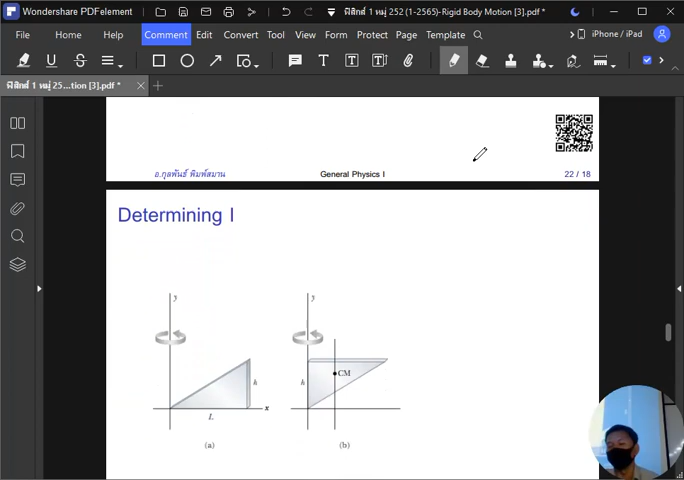 Wondershare PDFelement
ฟิสิกส์ 1 หมู่ 252 (1-2565)-Rigid Body Motion [3].pdf *
File
Home
Help
Comment
Edit
Convert
Tool
View
Form
Protect
Page
Template
iPhone / iPad
ฟิสิกส์ 1 หมู่ 25...tion [3].pdf *
อ.กุลพันธ์ พิมพ์สมาน
General Physics I
22 / 18
Determining I
y
h
L
x
(a)
y
h
CM
(b)